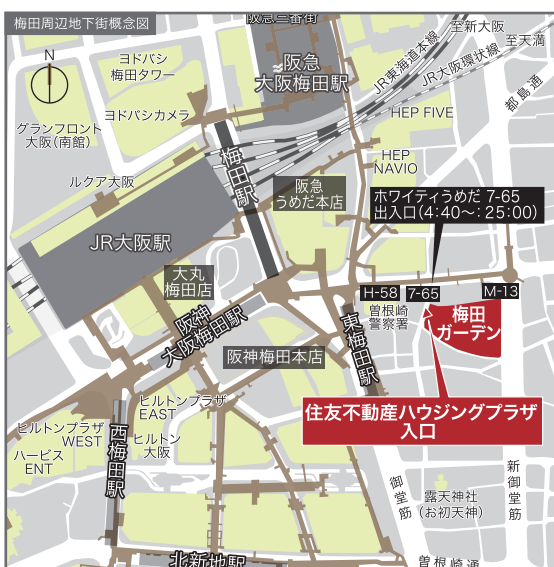 梅田周辺地下街概念図
阪急三番街
至新大阪
至天満
JR東海道本線
JR大阪環状線
都島通
N
ヨドバシ
梅田タワー
阪急
大阪梅田駅
ヨドバシカメラ
HEP FIVE
グランフロント
大阪(南館)
梅田駅
HEP
NAVIO
ルクア大阪
阪急
うめだ本店
ホワイティうめだ 7-65
出入口(4:40〜:25:00)
JR大阪駅
大丸
梅田店
H-58
7-65
M-13
曽根崎
警察署
梅田
ガーデン
阪神
大阪梅田駅
東梅田駅
阪神梅田本店
住友不動産ハウジングプラザ
入口
ヒルトンプラザ
EAST
ヒルトンプラザ
WEST
ヒルトン
大阪
西梅田駅
ハービス
ENT
御堂筋
露天神社
(お初天神)
新御堂筋
北新地駅
曽根崎通